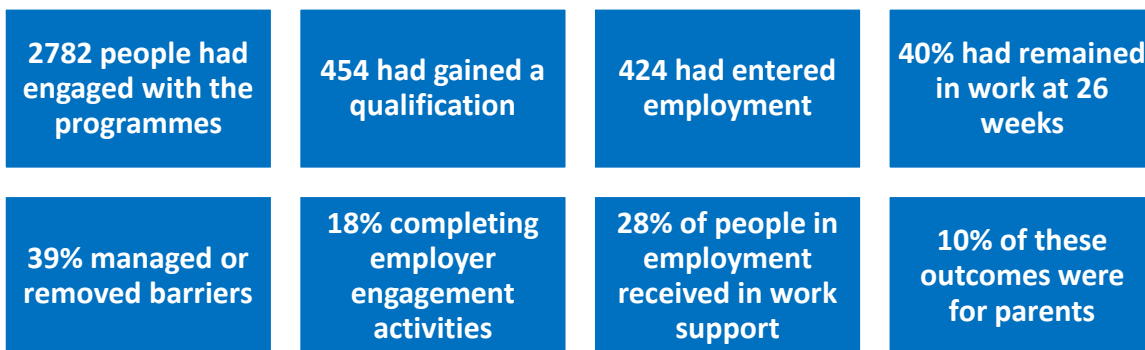 2782 people had
engaged with the
programmes
454 had gained a
qualification
424 had entered
employment
40% had remained
in work at 26
weeks
39% managed or
removed barriers
18% completing
employer
engagement
activities
28% of people in
employment
received in work
support
10% of these
outcomes were
for parents